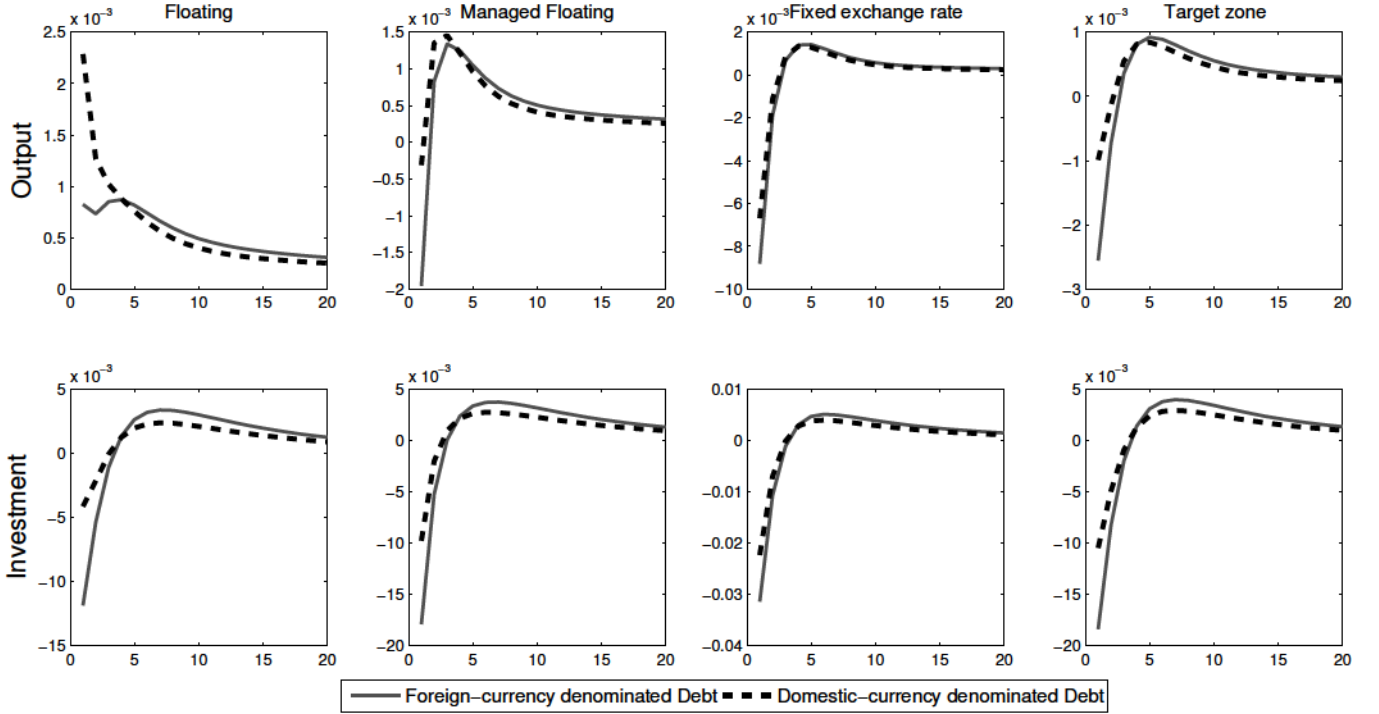 Floating
Managed Floating
Fixed exchange rate
Target zone
Output
x 10⁻³
2.5
2
1.5
1
0.5
0
0 5 10 15 20
x 10⁻³
1.5
1
0.5
0
−0.5
−1
−1.5
−2
0 5 10 15 20
x 10⁻³
2
0
−2
−4
−6
−8
−10
0 5 10 15 20
x 10⁻³
1
0
−1
−2
−3
0 5 10 15 20
Investment
x 10⁻³
5
0
−5
−10
−15
0 5 10 15 20
x 10⁻³
5
0
−5
−10
−15
−20
0 5 10 15 20
0.01
0
−0.01
−0.02
−0.03
−0.04
0 5 10 15 20
x 10⁻³
5
0
−5
−10
−15
−20
0 5 10 15 20
Foreign−currency denominated Debt
Domestic−currency denominated Debt